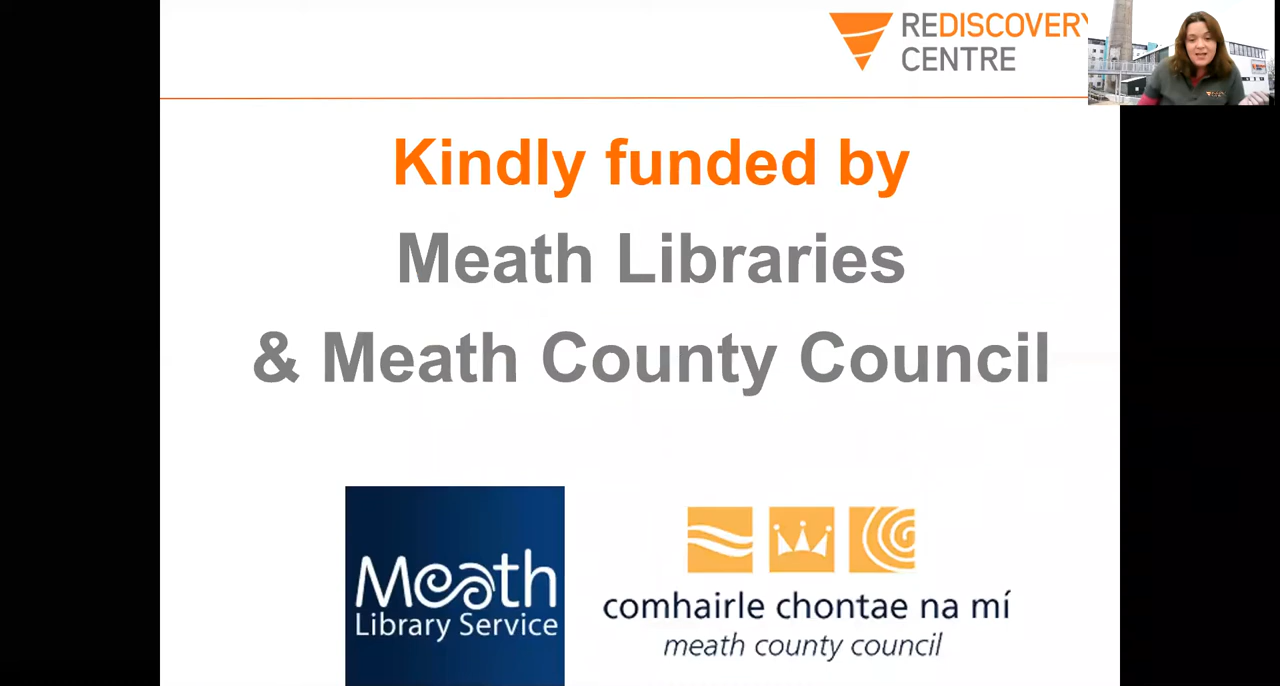 REDISCOVERY
CENTRE
Kindly funded by
Meath Libraries
& Meath County Council
Meath
Library Service
comhairle chontae na mí
meath county council